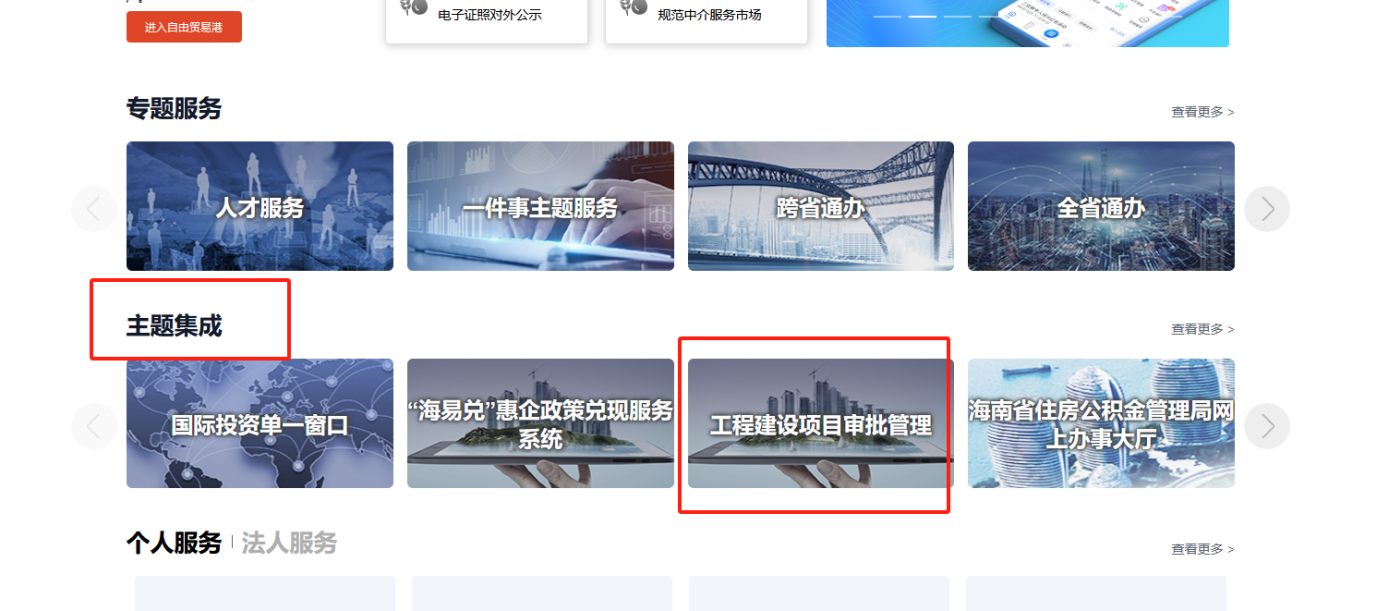 进入自由贸易港
电子证照对外公示
规范中介服务市场
专题服务
查看更多 >
人才服务
一件事主题服务
跨省通办
全省通办
主题集成
查看更多 >
国际投资单一窗口
“海易兑”惠企政策兑现服务
系统
工程建设项目审批管理
海南省住房公积金管理局网
上办事大厅
个人服务
法人服务
查看更多 >